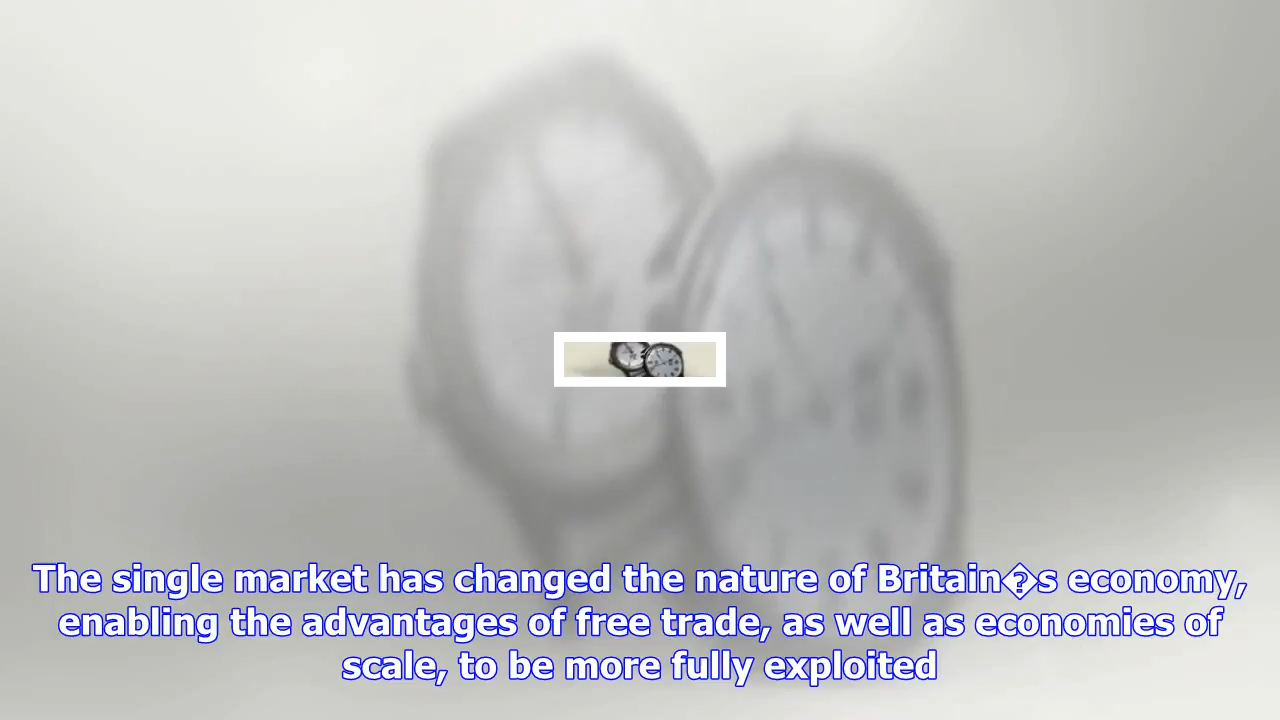 The single market has changed the nature of Britain�s economy,
enabling the advantages of free trade, as well as economies of
scale, to be more fully exploited